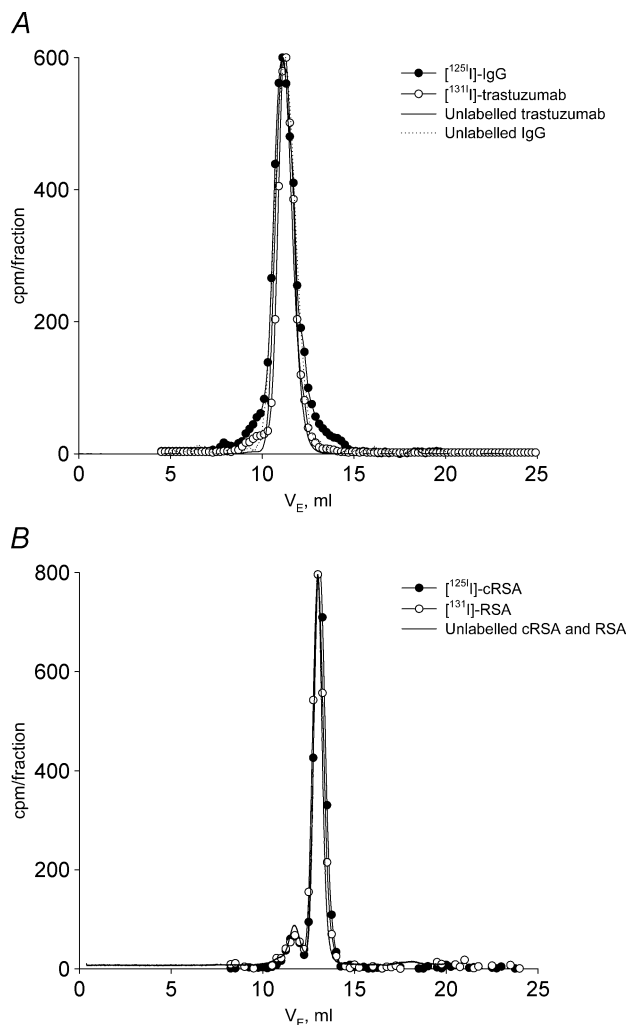 A
600
400
200
0
cpm/fraction
[125I]-IgG
[131I]-trastuzumab
Unlabelled trastuzumab
Unlabelled IgG
0 5 10 15 20 25
VE, ml
B
800
600
400
200
0
cpm/fraction
[125I]-cRSA
[131I]-RSA
Unlabelled cRSA and RSA
0 5 10 15 20 25
VE, ml